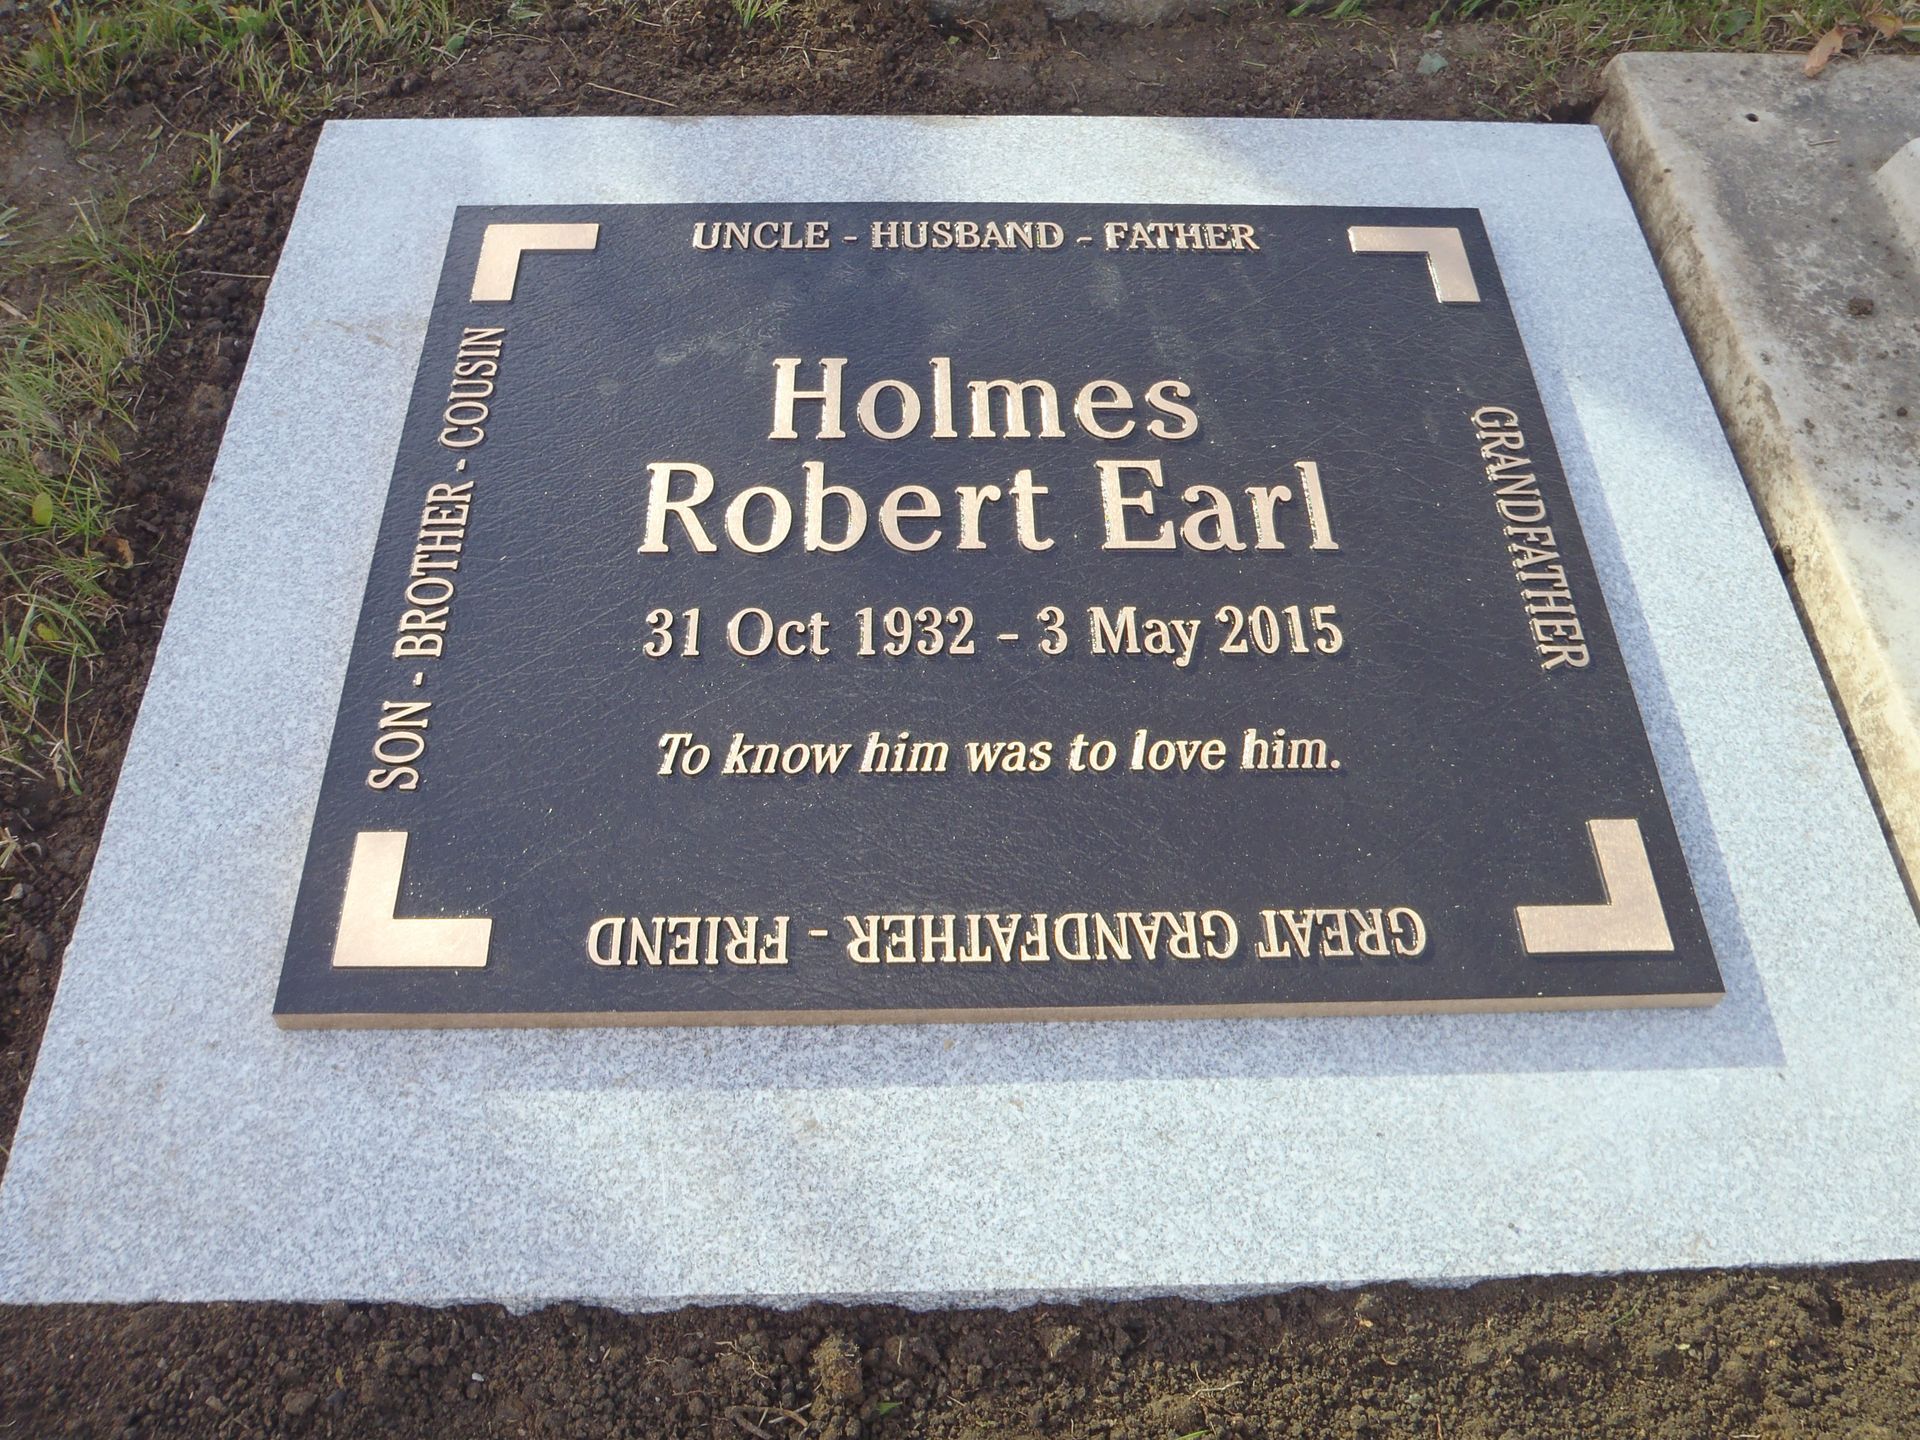 UNCLE - HUSBAND - FATHER
SON - BROTHER - COUSIN
Holmes
Robert Earl
31 Oct 1932 - 3 May 2015
To know him was to love him.
GRANDFATHER
GREAT GRANDFATHER - FRIEND